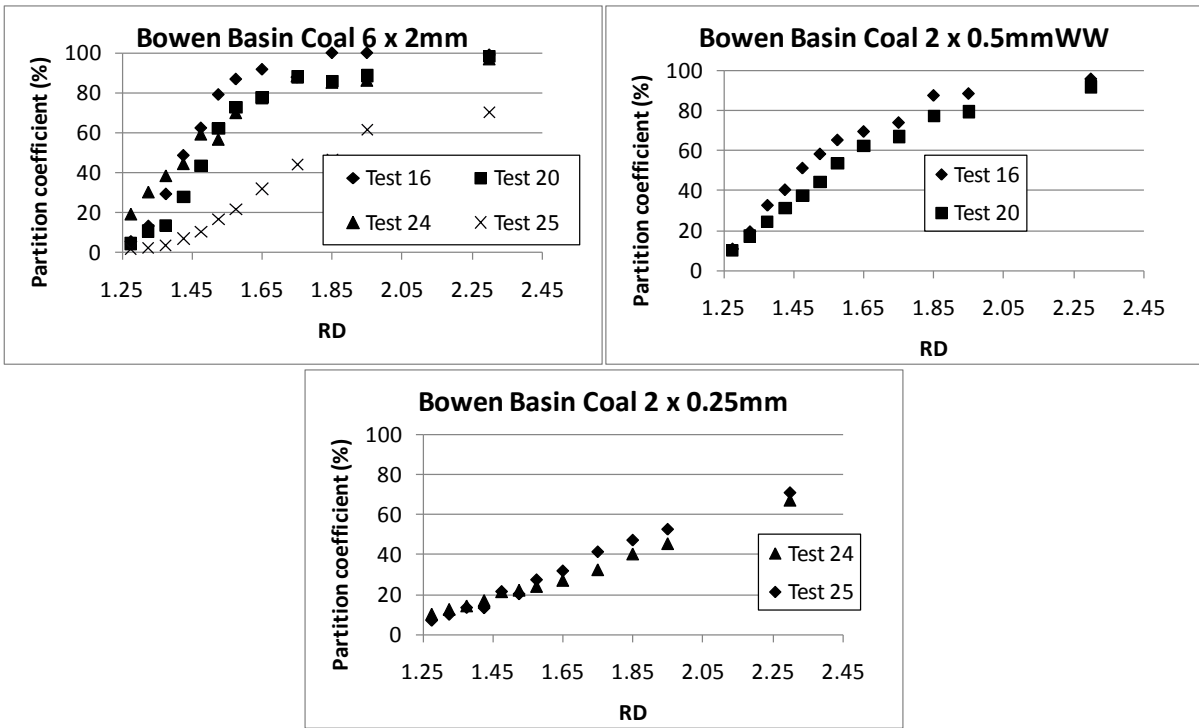 Bowen Basin Coal 6 x 2mm
Partition coefficient (%)
100
80
60
40
20
0
Test 16
Test 20
Test 24
Test 25
1.25 1.45 1.65 1.85 2.05 2.25 2.45
RD
Bowen Basin Coal 2 x 0.5mmWW
Partition coefficient (%)
100
80
60
40
20
0
Test 16
Test 20
1.25 1.45 1.65 1.85 2.05 2.25 2.45
RD
Bowen Basin Coal 2 x 0.25mm
Partition coefficient (%)
100
80
60
40
20
0
Test 24
Test 25
1.25 1.45 1.65 1.85 2.05 2.25 2.45
RD